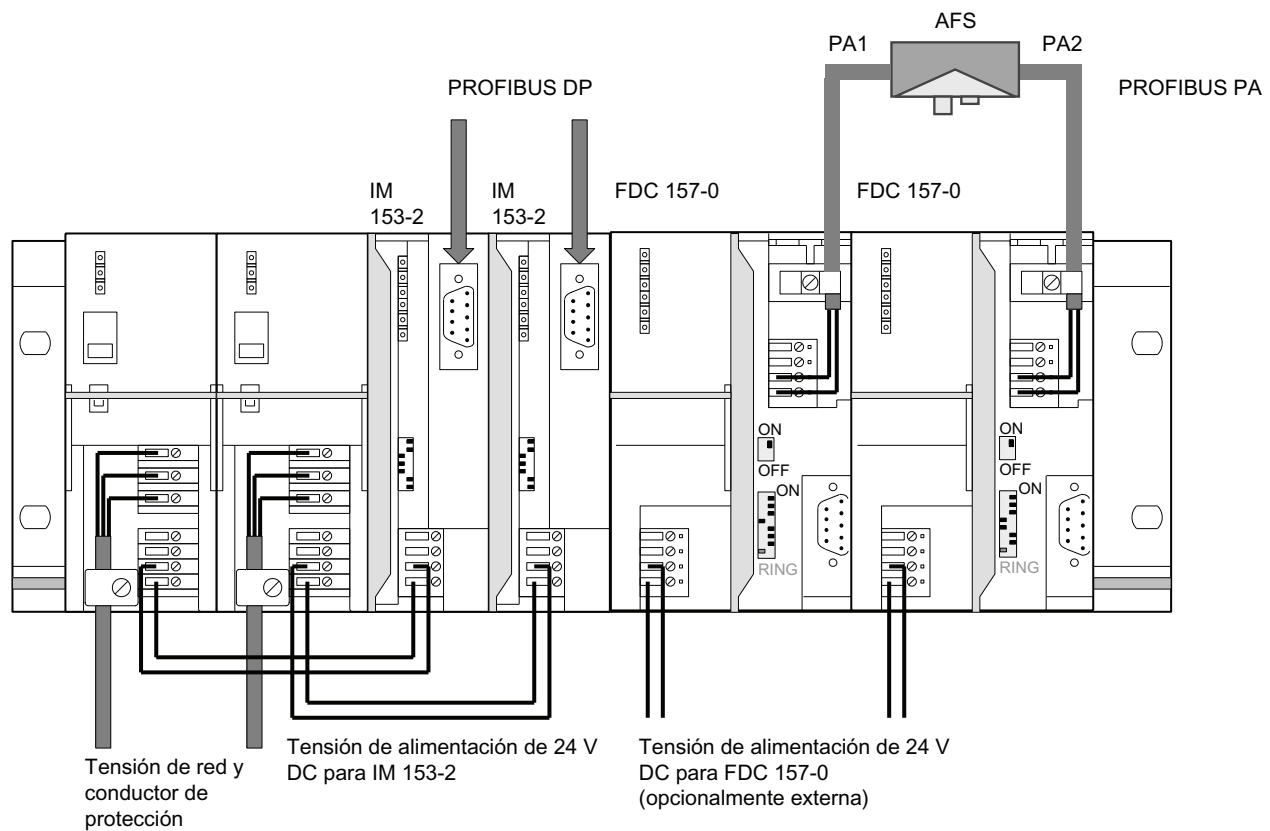 AFS
PA1
PA2
PROFIBUS DP
PROFIBUS PA
IM
153-2
IM
153-2
FDC 157-0
FDC 157-0
ON
OFF
ON
RING
ON
OFF
ON
RING
Tensión de red y
conductor de
protección
Tensión de alimentación de 24 V
DC para IM 153-2
Tensión de alimentación de 24 V
DC para FDC 157-0
(opcionalmente externa)